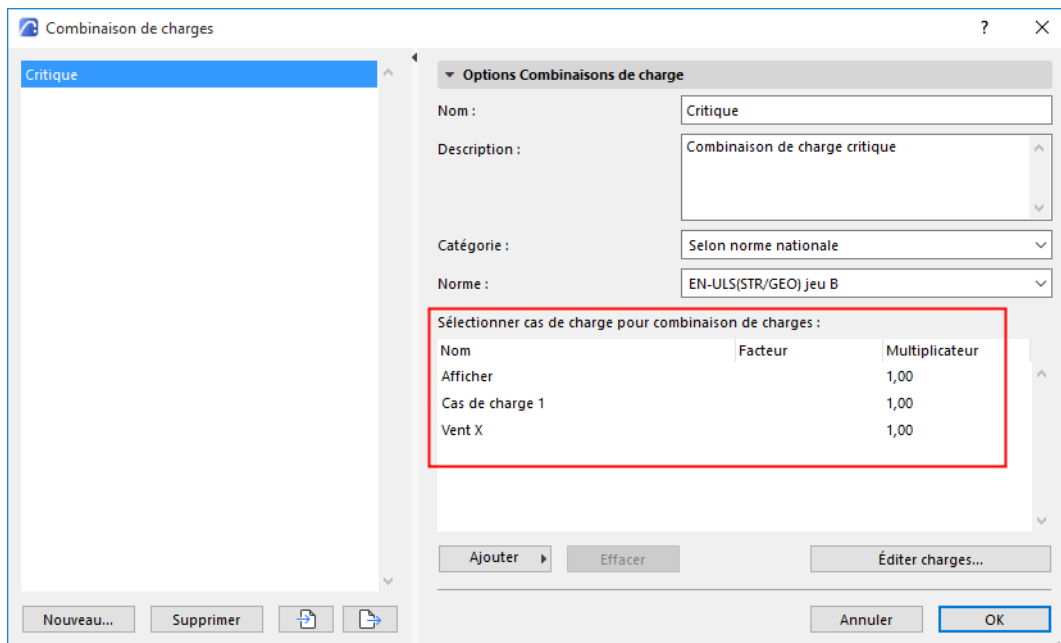 Combinaison de charges
?
Critique
Options Combinaisons de charge
Nom :
Critique
Description :
Combinaison de charge critique
Catégorie :
Selon norme nationale
Norme :
EN-ULS(STR/GEO) jeu B
Sélectionner cas de charge pour combinaison de charges :
Nom Facteur Multiplicateur
Afficher 1,00
Cas de charge 1 1,00
Vent X 1,00
Ajouter Effacer Éditer charges...
Nouveau... Supprimer Annuler OK